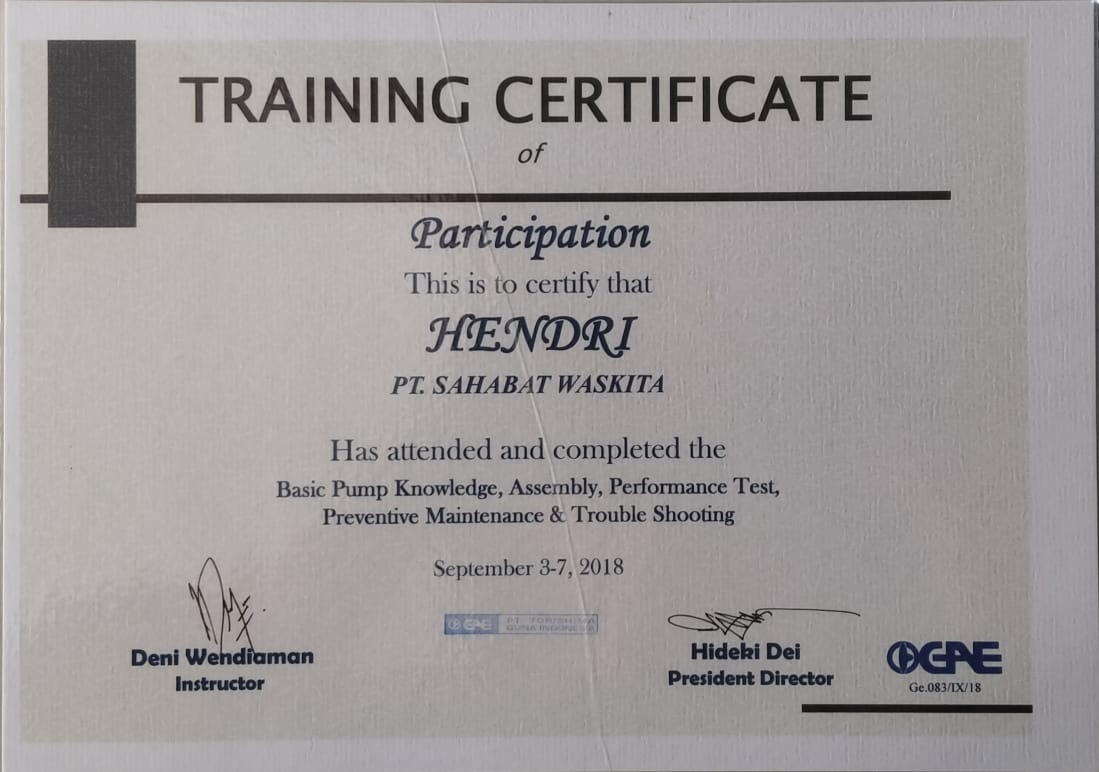 TRAINING CERTIFICATE
of
Participation
This is to certify that
HENDRI
PT. SAHABAT WASKITA
Has attended and completed the
Basic Pump Knowledge, Assembly, Performance Test,
Preventive Maintenance & Trouble Shooting
September 3-7, 2018
PT TORISHIMA
GUNA INDONESIA
Deni Wendiaman
Instructor
Hideki Dei
President Director
Ge.083/IX/18